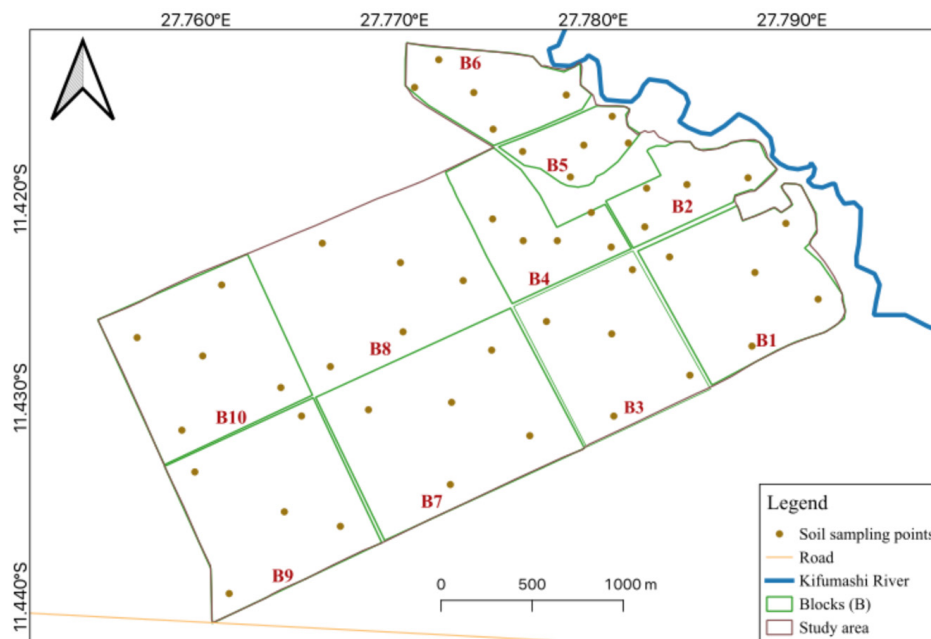 27.760°E 27.770°E 27.780°E 27.790°E
11.420°S
11.430°S
11.440°S
B6
B5
B2
B4
B1
B8
B3
B10
B7
B9
0 500 1000 m
Legend
Soil sampling points
Road
Kifumashi River
Blocks (B)
Study area